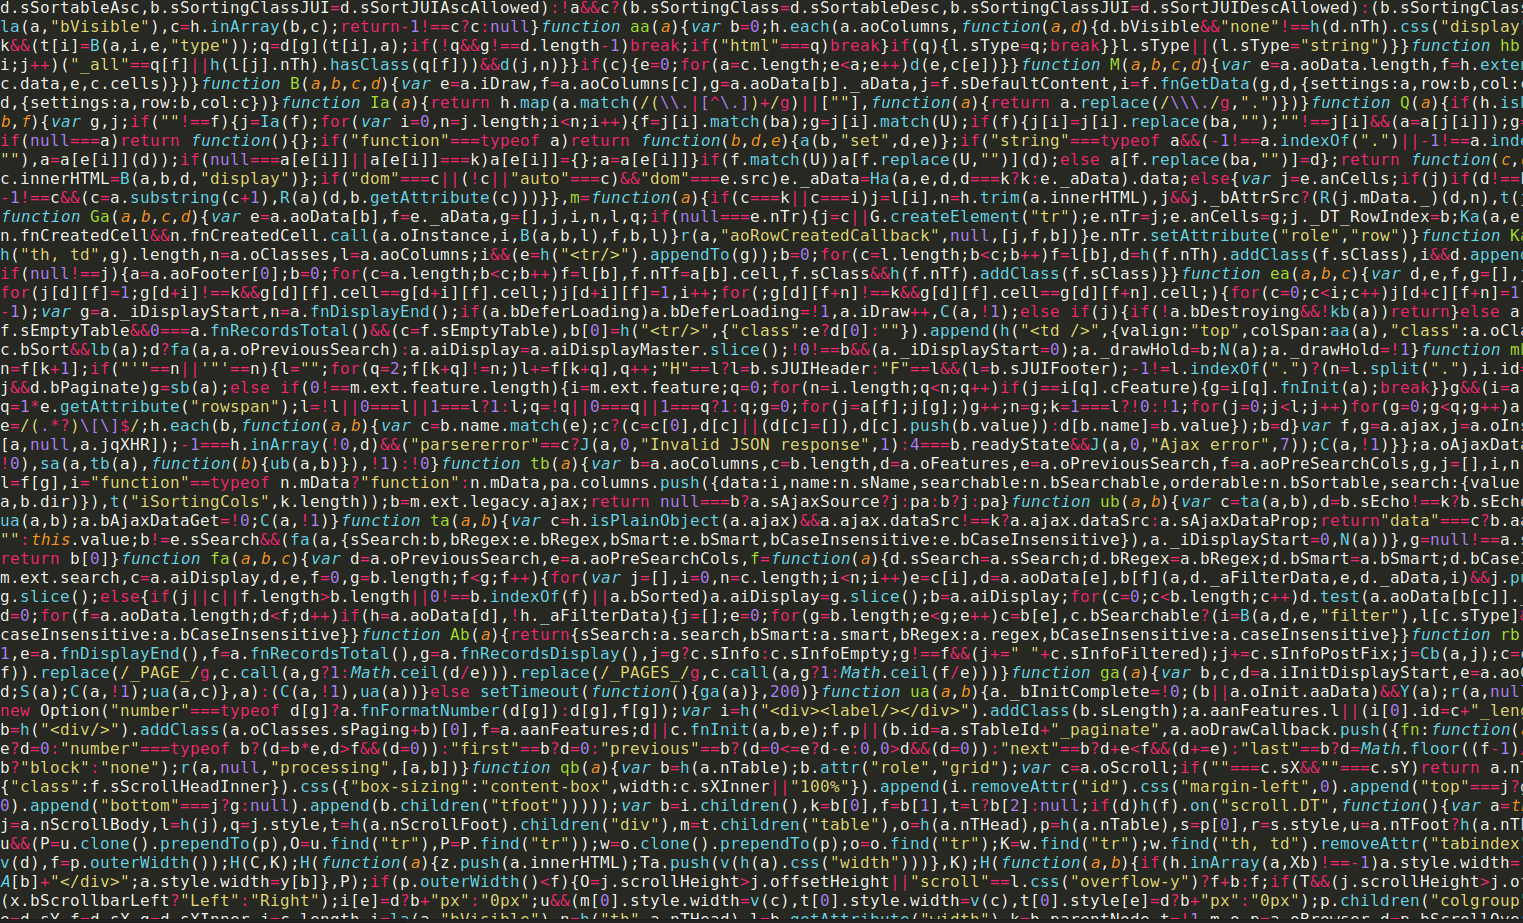 d.sSortableAsc,b.sSortingClassJUI=d.sSortJUIAscAllowed):!a&&c?(b.sSortingClass=d.sSortableDesc,b.sSortingClassJUI=d.sSortJUIDescAllowed):(b.sSortingClass
la(a,"bVisible"),c=h.inArray(b,c);return-1!==c?c:null}function aa(a){var b=0;h.each(a.aoColumns,function(a,d){d.bVisible&&"none"!==h(d.nTh).css("display
k&&(t[i]=B(a,i,e,"type"));q=d[g](t[i],a);if(!q&&g!==d.length-1)break;if("html"===q)break}if(q){l.sType=q;break}}l.sType||(l.sType="string")}}function hb
i;j++)("_all"==q[f]||h(l[j].nTh).hasClass(q[f]))&&d(j,n)}}if(c){e=0;for(a=c.length;e<a;e++)d(e,c[e])}}function M(a,b,c,d){var e=a.aoData.length,f=h.exten
c.data,e,c.cells)})}function B(a,b,c,d){var e=a.iDraw,f=a.aoColumns[c],g=a.aoData[b]._aData,j=f.sDefaultContent,i=f.fnGetData(g,d,{settings:a,row:b,col:
d,{settings:a,row:b,col:c})}function Ia(a){return h.map(a.match(/(\\.|[^\.])+/g)||[""],function(a){return a.replace(/\\\./g,".")})}function Q(a){if(h.is
b,f){var g,j;if(""!==f){j=Ia(f);for(var i=0,n=j.length;i<n;i++){f=j[i].match(ba);g=j[i].match(U);if(f){j[i]=j[i].replace(ba,"");""!==j[i]&&(a=a[j[i]]);g
if(null===a)return function(){};if("function"===typeof a)return function(b,d,e){a(b,"set",d,e)};if("string"===typeof a&&(-1!==a.indexOf(".")||-1!==a.inde
""),a=a[e[i]](d));if(null===a[e[i]]||a[e[i]]===k)a[e[i]]={};a=a[e[i]]}if(f.match(U))a[f.replace(U,"")](d);else a[f.replace(ba,"")]=d};return function(c,
c.innerHTML=B(a,b,d,"display")};if("dom"===c||(!c||"auto"===c)&&"dom"===e.src)e._aData=Ha(a,e,d,d===k?k:e._aData).data;else{var j=e.anCells;if(j)if(d!==
-1!==c&&(c=a.substring(c+1),R(a)(d,b.getAttribute(c)))}},m=function(a){if(c===k||c===i)j=l[i],n=h.trim(a.innerHTML),j&&j._bAttrSrc?(R(j.mData._)(d,n),t(j
function Ga(a,b,c,d){var e=a.aoData[b],f=e._aData,g=[],j,i,n,l,q;if(null===e.nTr){j=c||G.createElement("tr");e.nTr=j;e.anCells=g;j._DT_RowIndex=b;Ka(a,e
n.fnCreatedCell&&n.fnCreatedCell.call(a.oInstance,i,B(a,b,l),f,b,l)}r(a,"aoRowCreatedCallback",null,[j,f,b])}e.nTr.setAttribute("role","row")}function K
h("th, td",g).length,n=a.oClasses,l=a.aoColumns;i&&(e=h("<tr/>").appendTo(g));b=0;for(c=l.length;b<c;b++)f=l[b],d=h(f.nTh).addClass(f.sClass),i&&d.appen
if(null!==j){a=a.aoFooter[0];b=0;for(c=a.length;b<c;b++)f=l[b],f.nTf=a[b].cell,f.sClass&&h(f.nTf).addClass(f.sClass)}}function ea(a,b,c){var d,e,f,g=[],
for(j[d][f]=1;g[d+i]!==k&&g[d][f].cell==g[d+i][f].cell;)j[d+i][f]=1,i++;for(;g[d][f+n]!==k&&g[d][f].cell==g[d][f+n].cell;){for(c=0;c<i;c++)j[d+c][f+n]=1
-1);var g=a._iDisplayStart,n=a.fnDisplayEnd();if(a.bDeferLoading)a.bDeferLoading=!1,a.iDraw++,C(a,!1);else if(j){if(!a.bDestroying&&!kb(a))return}else a
f.sEmptyTable&&0===a.fnRecordsTotal()&&(c=f.sEmptyTable),b[0]=h("<tr/>",{"class":e?d[0]:""}).append(h("<td />",{valign:"top",colSpan:aa(a),"class":a.oCl
c.bSort&&lb(a);d?fa(a,a.oPreviousSearch):a.aiDisplay=a.aiDisplayMaster.slice();!0!==b&&(a._iDisplayStart=0);a._drawHold=b;N(a);a._drawHold=!1}function m
n=f[k+1];if("'"==n||'"'==n){l="";for(q=2;f[k+q]!=n;)l+=f[k+q],q++;"H"==l?l=b.sJUIHeader:"F"==l&&(l=b.sJUIFooter);-1!=l.indexOf(".")?(n=l.split("."),i.id
j&&d.bPaginate)g=sb(a);else if(0!==m.ext.feature.length){i=m.ext.feature;q=0;for(n=i.length;q<n;q++)if(j==i[q].cFeature){g=i[q].fnInit(a);break}}g&&(i=a
q=1*e.getAttribute("rowspan");l=!l||0===l||1===l?1:l;q=!q||0===q||1===q?1:q;g=0;for(j=a[f];j[g];)g++;n=g;k=1===l?!0:!1;for(j=0;j<l;j++)for(g=0;g<q;g++)a
e=/(.*?)\[\]$/;h.each(b,function(a,b){var c=b.name.match(e);c?(c=c[0],d[c]||(d[c]=[]),d[c].push(b.value)):d[b.name]=b.value});b=d}var f,g=a.ajax,j=a.oIns
[a,null,a.jqXHR]);-1===h.inArray(!0,d)&&("parsererror"==c?J(a,0,"Invalid JSON response",1):4===b.readyState&&J(a,0,"Ajax error",7));C(a,!1)}};a.oAjaxDat
!0),sa(a,tb(a),function(b){ub(a,b)}),!1):!0}function tb(a){var b=a.aoColumns,c=b.length,d=a.oFeatures,e=a.oPreviousSearch,f=a.aoPreSearchCols,g,j=[],i,n
l=f[g],i="function"==typeof n.mData?"function":n.mData,pa.columns.push({data:i,name:n.sName,searchable:n.bSearchable,orderable:n.bSortable,search:{value
a,b.dir)}),t("iSortingCols",k.length));b=m.ext.legacy.ajax;return null===b?a.sAjaxSource?j:pa:b?j:pa}function ub(a,b){var c=ta(a,b),d=b.sEcho!==k?b.sEch
ua(a,b);a.bAjaxDataGet=!0;C(a,!1)}function ta(a,b){var c=h.isPlainObject(a.ajax)&&a.ajax.dataSrc!==k?a.ajax.dataSrc:a.sAjaxDataProp;return"data"===c?b.a
"":this.value;b!=e.sSearch&&(fa(a,{sSearch:b,bRegex:e.bRegex,bSmart:e.bSmart,bCaseInsensitive:e.bCaseInsensitive}),a._iDisplayStart=0,N(a))},g=null!==a.s
return b[0]}function fa(a,b,c){var d=a.oPreviousSearch,e=a.aoPreSearchCols,f=function(a){d.sSearch=a.sSearch;d.bRegex=a.bRegex;d.bSmart=a.bSmart;d.bCaseI
m.ext.search,c=a.aiDisplay,d,e,f=0,g=b.length;f<g;f++){for(var j=[],i=0,n=c.length;i<n;i++)e=c[i],d=a.aoData[e],b[f](a,d._aFilterData,e,d._aData,i)&&j.pu
g.slice();else{if(j||c||f.length>b.length||0!==b.indexOf(f)||a.bSorted)a.aiDisplay=g.slice();b=a.aiDisplay;for(c=0;c<b.length;c++)d.test(a.aoData[b[c]]._
d=0;for(f=a.aoData.length;d<f;d++)if(h=a.aoData[d],!h._aFilterData){j=[];e=0;for(g=b.length;e<g;e++)c=b[e],c.bSearchable?(i=B(a,d,e,"filter"),l[c.sType]&
caseInsensitive:a.bCaseInsensitive}}function Ab(a){return{sSearch:a.search,bSmart:a.smart,bRegex:a.regex,bCaseInsensitive:a.caseInsensitive}}function rb
1,e=a.fnDisplayEnd(),f=a.fnRecordsTotal(),g=a.fnRecordsDisplay(),j=g?c.sInfo:c.sInfoEmpty;g!==f&&(j+=" "+c.sInfoFiltered);j+=c.sInfoPostFix;j=Cb(a,j);c=
f)).replace(/_PAGE_/g,c.call(a,g?1:Math.ceil(d/e))).replace(/_PAGES_/g,c.call(a,g?1:Math.ceil(f/e)))}function ga(a){var b,c,d=a.iInitDisplayStart,e=a.ao
d;S(a);C(a,!1);ua(a,c)},a):(C(a,!1),ua(a))}else setTimeout(function(){ga(a)},200)}function ua(a,b){a._bInitComplete=!0;(b||a.oInit.aaData)&&Y(a);r(a,nul
new Option("number"===typeof d[g]?a.fnFormatNumber(d[g]):d[g],f[g]);var i=h("<div><label/></div>").addClass(b.sLength);a.aanFeatures.l||(i[0].id=c+"_len
b=h("<div/>").addClass(a.oClasses.sPaging+b)[0],f=a.aanFeatures;d||c.fnInit(a,b,e);f.p||(b.id=a.sTableId+"_paginate",a.aoDrawCallback.push({fn:function(
e?d=0:"number"===typeof b?(d=b*e,d>f&&(d=0)):"first"==b?d=0:"previous"==b?(d=0<=e?d-e:0,0>d&&(d=0)):"next"==b?d+e<f&&(d+=e):"last"==b?d=Math.floor((f-1)
b?"block":"none");r(a,null,"processing",[a,b])}function qb(a){var b=h(a.nTable);b.attr("role","grid");var c=a.oScroll;if(""===c.sX&&""===c.sY)return a.nT
{"class":f.sScrollHeadInner}).css({"box-sizing":"content-box",width:c.sXInner||"100%"}).append(i.removeAttr("id").css("margin-left",0).append("top"===j?
0).append("bottom"===j?g:null).append(b.children("tfoot")))));var b=i.children(),k=b[0],f=b[1],t=l?b[2]:null;if(d)h(f).on("scroll.DT",function(){var a=t
j=a.nScrollBody,l=h(j),q=j.style,t=h(a.nScrollFoot).children("div"),m=t.children("table"),o=h(a.nTHead),p=h(a.nTable),s=p[0],r=s.style,u=a.nTFoot?h(a.nT
u&&(P=u.clone().prependTo(p),O=u.find("tr"),P=P.find("tr"));w=o.clone().prependTo(p);o=o.find("tr");K=w.find("tr");w.find("th, td").removeAttr("tabindex
v(d),f=p.outerWidth());H(C,K);H(function(a){z.push(a.innerHTML);Ta.push(v(h(a).css("width")))},K);H(function(a,b){if(h.inArray(a,Xb)!==-1)a.style.width=
A[b]+"</div>";a.style.width=y[b]},P);if(p.outerWidth()<f){O=j.scrollHeight>j.offsetHeight||"scroll"==l.css("overflow-y")?f+b:f;if(T&&(j.scrollHeight>j.o
(x.bScrollbarLeft?"Left":"Right");i[e]=d?b+"px":"0px";u&&(m[0].style.width=v(c),t[0].style.width=v(c),t[0].style[e]=d?b+"px":"0px");p.children("colgroup